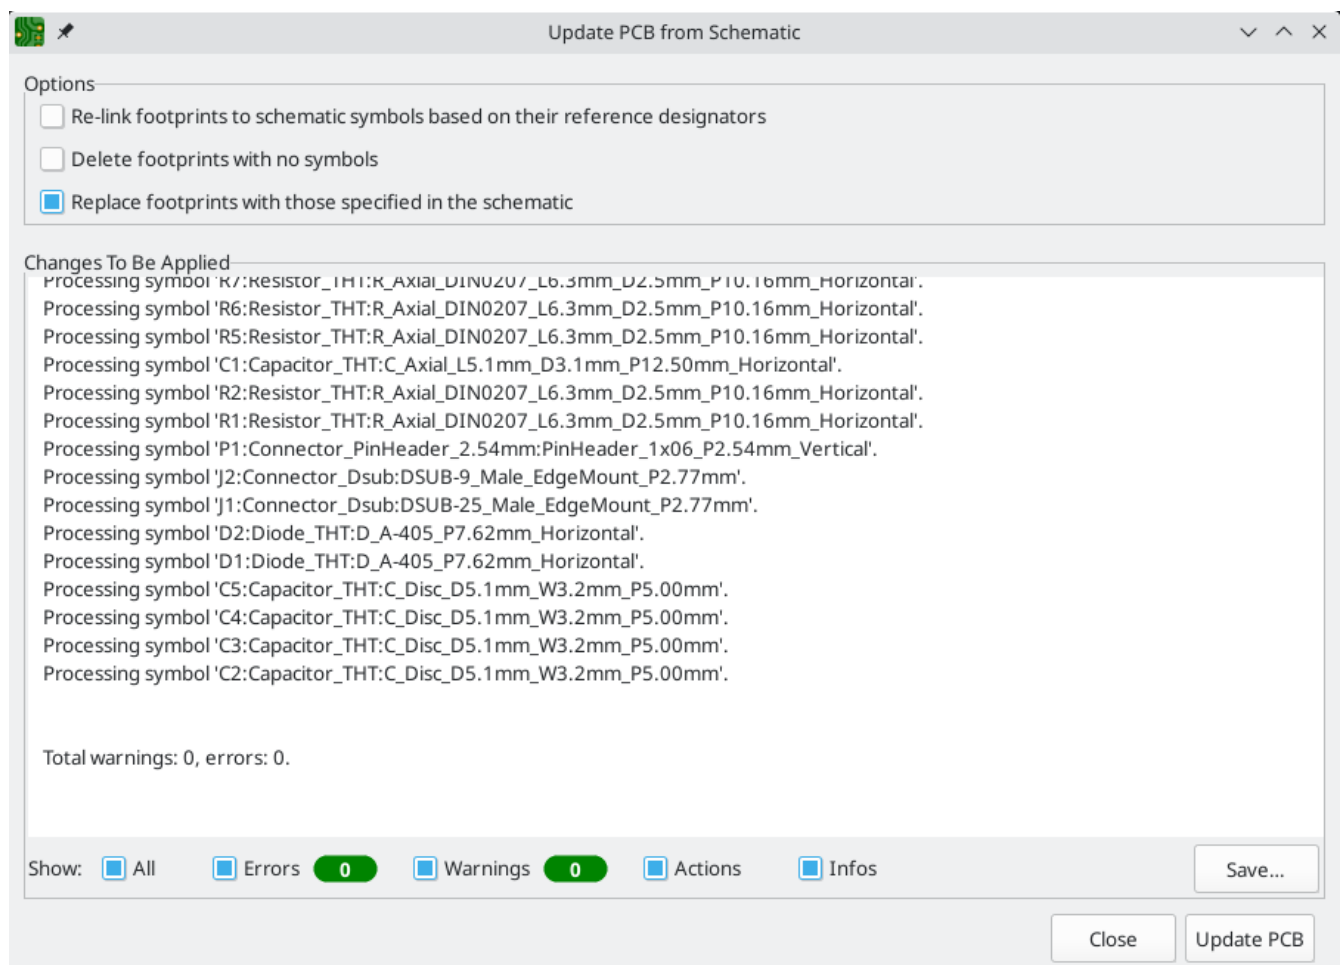 Update PCB from Schematic
Options
Re-link footprints to schematic symbols based on their reference designators
Delete footprints with no symbols
Replace footprints with those specified in the schematic
Changes To Be Applied
Processing symbol 'R7:Resistor_THT:R_Axial_DIN0207_L6.3mm_D2.5mm_P10.16mm_Horizontal'.
Processing symbol 'R6:Resistor_THT:R_Axial_DIN0207_L6.3mm_D2.5mm_P10.16mm_Horizontal'.
Processing symbol 'R5:Resistor_THT:R_Axial_DIN0207_L6.3mm_D2.5mm_P10.16mm_Horizontal'.
Processing symbol 'C1:Capacitor_THT:C_Axial_L5.1mm_D3.1mm_P12.50mm_Horizontal'.
Processing symbol 'R2:Resistor_THT:R_Axial_DIN0207_L6.3mm_D2.5mm_P10.16mm_Horizontal'.
Processing symbol 'R1:Resistor_THT:R_Axial_DIN0207_L6.3mm_D2.5mm_P10.16mm_Horizontal'.
Processing symbol 'P1:Connector_PinHeader_2.54mm:PinHeader_1x06_P2.54mm_Vertical'.
Processing symbol 'J2:Connector_Dsub:DSUB-9_Male_EdgeMount_P2.77mm'.
Processing symbol 'J1:Connector_Dsub:DSUB-25_Male_EdgeMount_P2.77mm'.
Processing symbol 'D2:Diode_THT:D_A-405_P7.62mm_Horizontal'.
Processing symbol 'D1:Diode_THT:D_A-405_P7.62mm_Horizontal'.
Processing symbol 'C5:Capacitor_THT:C_Disc_D5.1mm_W3.2mm_P5.00mm'.
Processing symbol 'C4:Capacitor_THT:C_Disc_D5.1mm_W3.2mm_P5.00mm'.
Processing symbol 'C3:Capacitor_THT:C_Disc_D5.1mm_W3.2mm_P5.00mm'.
Processing symbol 'C2:Capacitor_THT:C_Disc_D5.1mm_W3.2mm_P5.00mm'.
Total warnings: 0, errors: 0.
Show: All Errors 0 Warnings 0 Actions Infos Save...
Close Update PCB